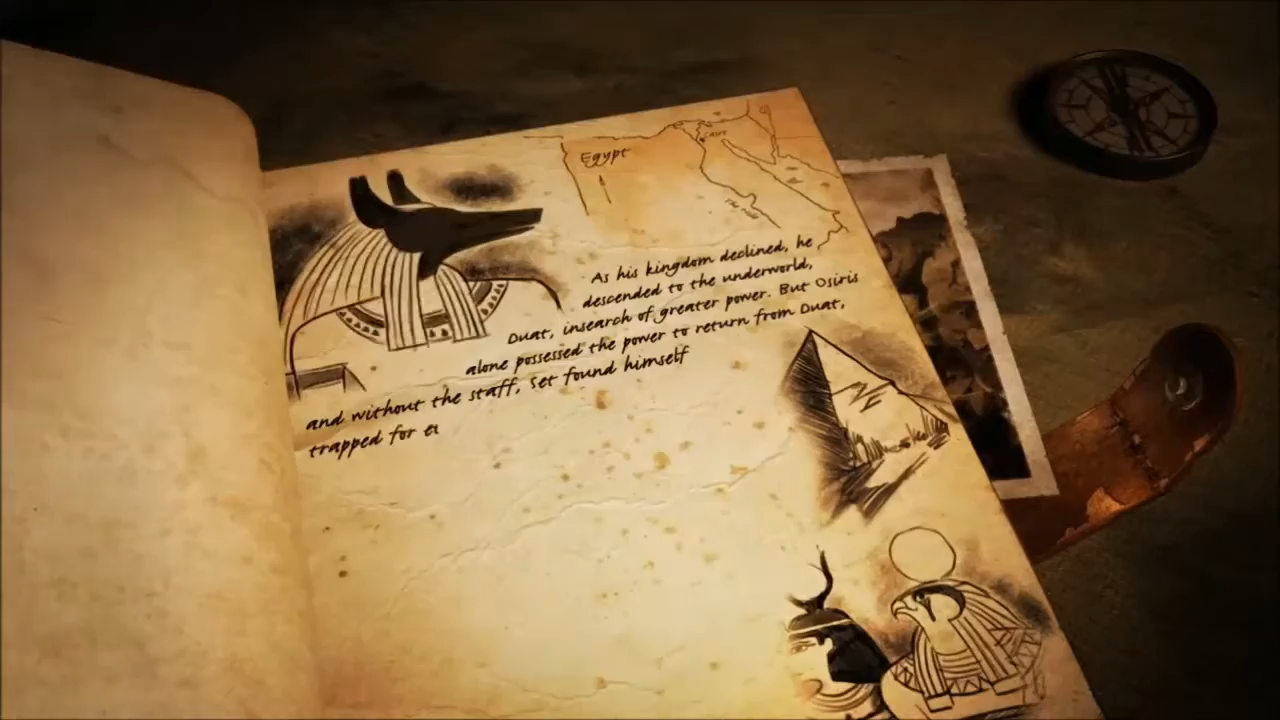 Egypt
Cairo
The Nile
As his kingdom declined, he
descended to the underworld,
Duat, insearch of greater power. But Osiris
alone possessed the power to return from Duat,
and without the staff, Set found himself
trapped for et